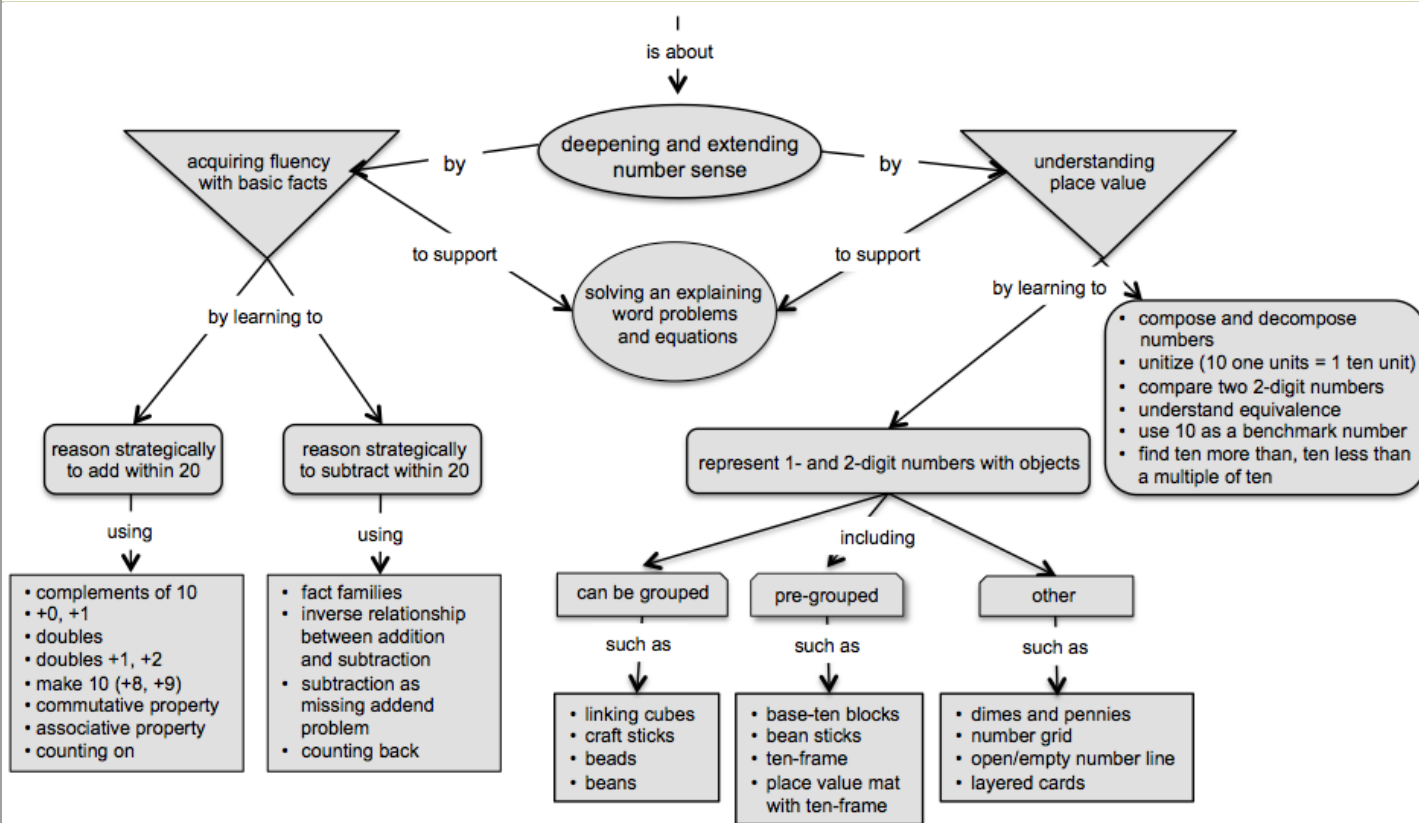 is about
deepening and extending
number sense
by
by
acquiring fluency
with basic facts
understanding
place value
to support
to support
solving an explaining
word problems
and equations
by learning to
by learning to
• compose and decompose
numbers
• unitize (10 one units = 1 ten unit)
• compare two 2-digit numbers
• understand equivalence
• use 10 as a benchmark number
• find ten more than, ten less than
a multiple of ten
reason strategically
to add within 20
reason strategically
to subtract within 20
represent 1- and 2-digit numbers with objects
using
using
including
• complements of 10
• +0, +1
• doubles
• doubles +1, +2
• make 10 (+8, +9)
• commutative property
• associative property
• counting on
• fact families
• inverse relationship
between addition
and subtraction
• subtraction as
missing addend
problem
• counting back
can be grouped
pre-grouped
other
such as
such as
such as
• linking cubes
• craft sticks
• beads
• beans
• base-ten blocks
• bean sticks
• ten-frame
• place value mat
with ten-frame
• dimes and pennies
• number grid
• open/empty number line
• layered cards